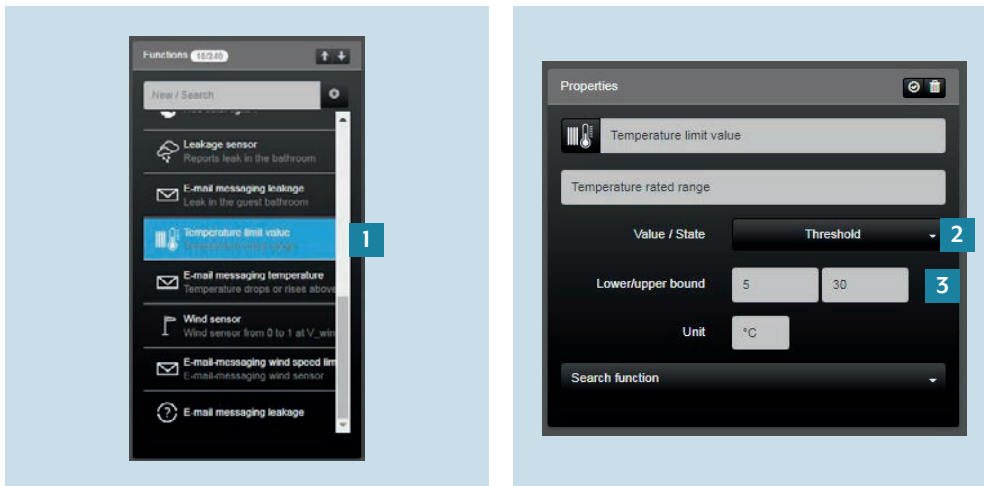 Functions 18/240
New / Search
Leakage sensor
Reports leak in the bathroom
E-mail messaging leakage
Leak in the guest bathroom
Temperature limit value
Temperature rated range
1
E-mail messaging temperature
Temperature drops or rises above
Wind sensor
Wind sensor from 0 to 1 at V_win
E-mail-messaging wind speed lim
E-mail-messaging wind sensor
E-mail messaging leakage
Properties
Temperature limit value
Temperature rated range
Value / State Threshold 2
Lower/upper bound 5 30 3
Unit °C
Search function